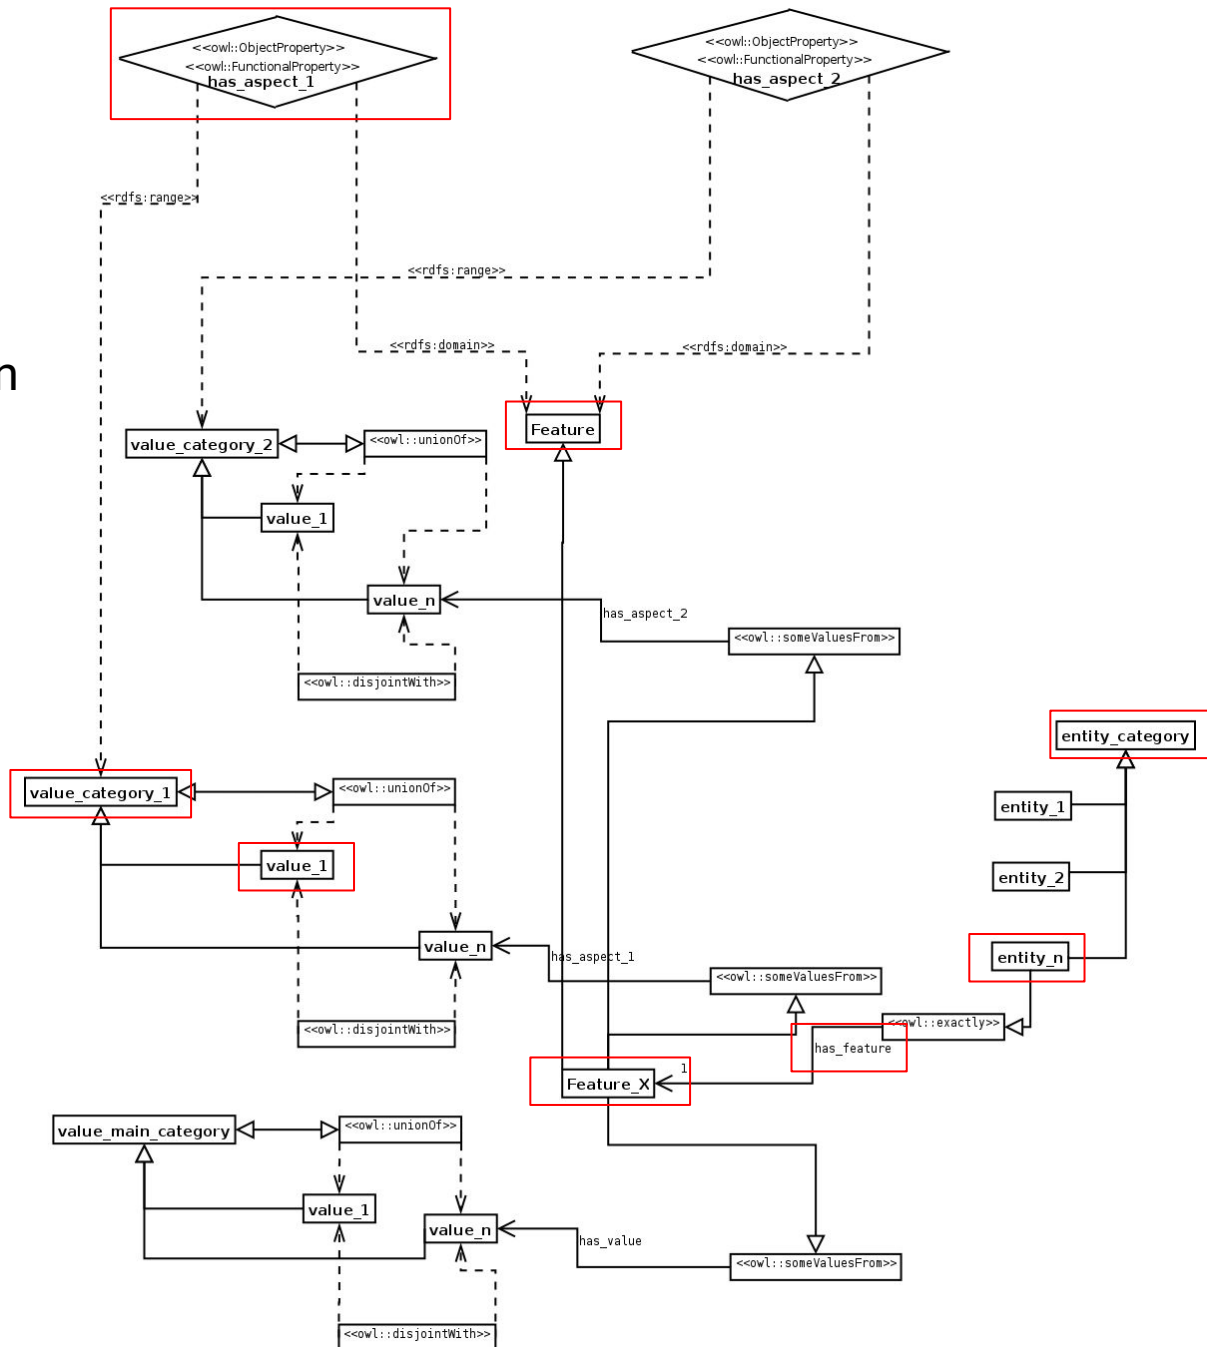 <<owl::ObjectProperty>>
<<owl::FunctionalProperty>>
has_aspect_1
<<owl::ObjectProperty>>
<<owl::FunctionalProperty>>
has_aspect_2
<<rdfs:range>>
<<rdfs:range>>
<<rdfs:domain>>
<<rdfs:domain>>
n
Feature
value_category_2
<<owl::unionOf>>
value_1
value_n
has_aspect_2
<<owl::someValuesFrom>>
<<owl::disjointWith>>
entity_category
value_category_1
<<owl::unionOf>>
entity_1
value_1
entity_2
value_n
has_aspect_1
entity_n
<<owl::someValuesFrom>>
<<owl::disjointWith>>
<<owl::exactly>>
has_feature
1
Feature_X
value_main_category
<<owl::unionOf>>
value_1
value_n
has_value
<<owl::someValuesFrom>>
<<owl::disjointWith>>